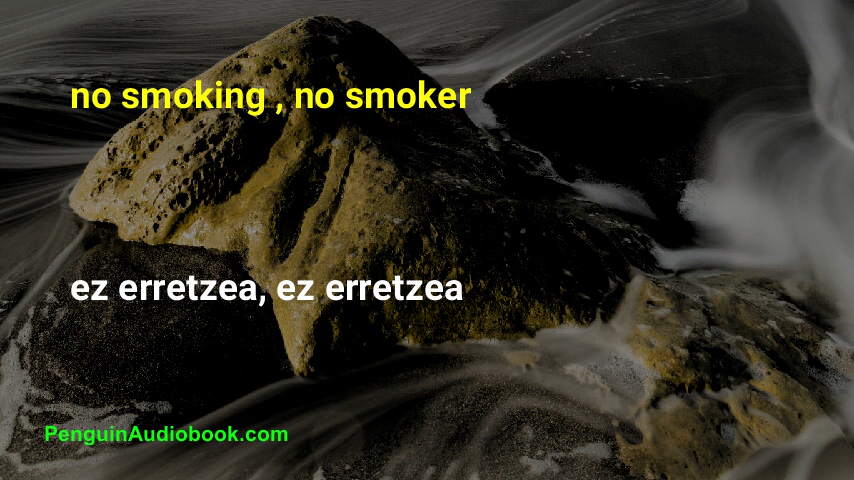 no smoking , no smoker
ez erretzea, ez erretzea
PenguinAudiobook.com